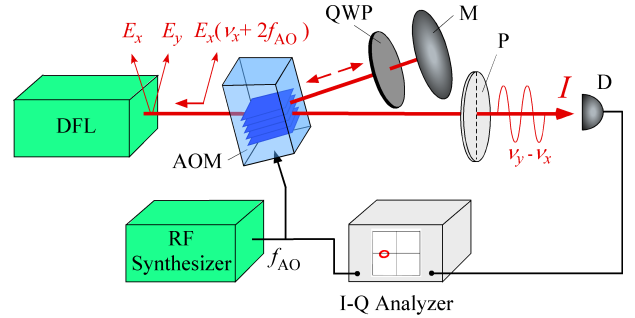 QWP
M
E_x
E_y
E_x(ν_x+ 2f_AO)
P
I
D
DFL
AOM
ν_y-ν_x
RF
Synthesizer
f_AO
I-Q Analyzer